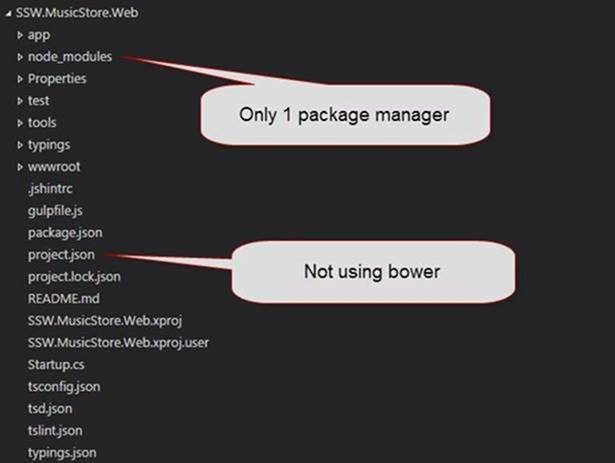 SSW.MusicStore.Web
app
node_modules
Only 1 package manager
Properties
test
tools
typings
wwwroot
.jshintrc
gulpfile.js
package.json
project.json
Not using bower
project.lock.json
README.md
SSW.MusicStore.Web.xproj
SSW.MusicStore.Web.xproj.user
Startup.cs
tsconfig.json
tsd.json
tslint.json
typings.json